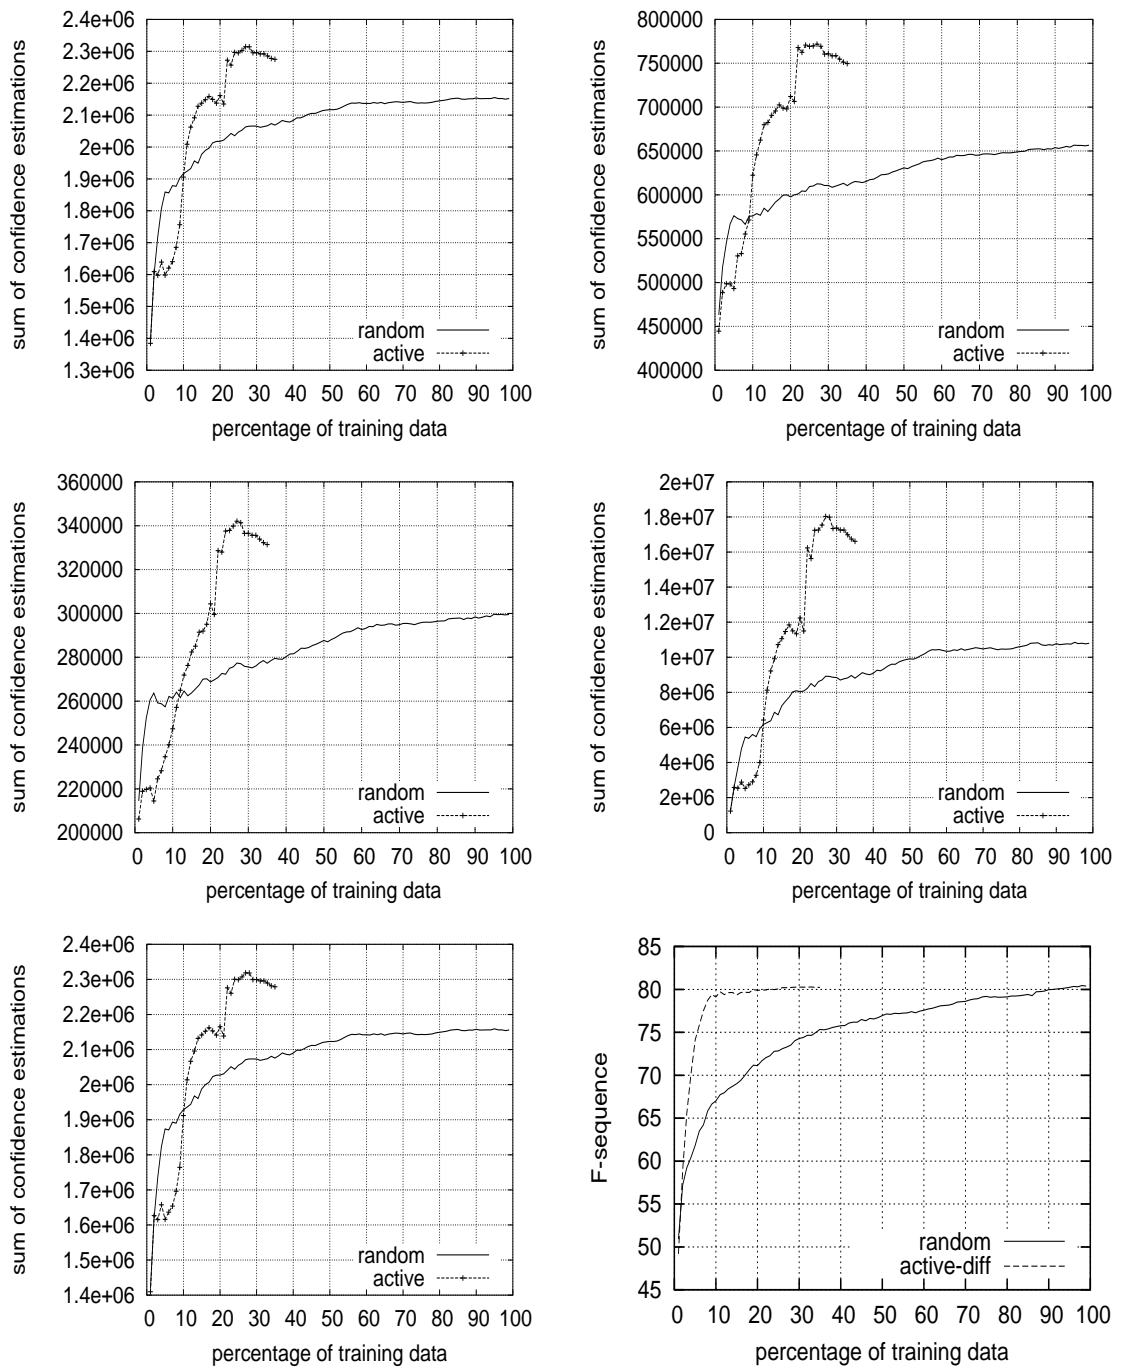 sum of confidence estimations
2.4e+06
2.3e+06
2.2e+06
2.1e+06
2e+06
1.9e+06
1.8e+06
1.7e+06
1.6e+06
1.5e+06
1.4e+06
1.3e+06
random
active
0 10 20 30 40 50 60 70 80 90 100
percentage of training data
sum of confidence estimations
800000
750000
700000
650000
600000
550000
500000
450000
400000
random
active
0 10 20 30 40 50 60 70 80 90 100
percentage of training data
sum of confidence estimations
360000
340000
320000
300000
280000
260000
240000
220000
200000
random
active
0 10 20 30 40 50 60 70 80 90 100
percentage of training data
sum of confidence estimations
2e+07
1.8e+07
1.6e+07
1.4e+07
1.2e+07
1e+07
8e+06
6e+06
4e+06
2e+06
0
random
active
0 10 20 30 40 50 60 70 80 90 100
percentage of training data
sum of confidence estimations
2.4e+06
2.3e+06
2.2e+06
2.1e+06
2e+06
1.9e+06
1.8e+06
1.7e+06
1.6e+06
1.5e+06
1.4e+06
random
active
0 10 20 30 40 50 60 70 80 90 100
percentage of training data
F-sequence
85
80
75
70
65
60
55
50
45
random
active-diff
0 10 20 30 40 50 60 70 80 90 100
percentage of training data